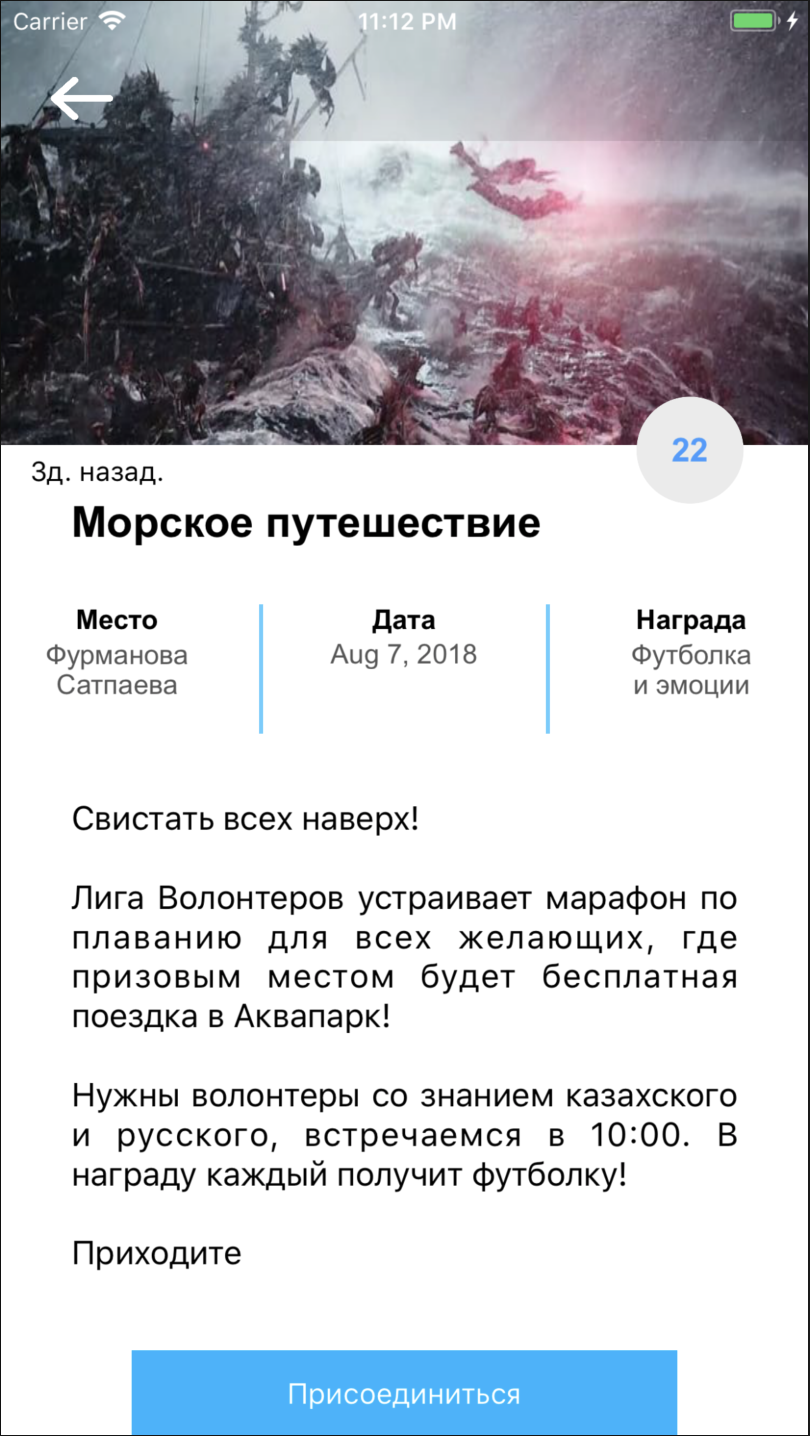 Carrier 11:12 PM
22
3д. назад.
Морское путешествие
Место Дата Награда
Фурманова Aug 7, 2018 Футболка
Сатпаева и эмоции
Свистать всех наверх!
Лига Волонтеров устраивает марафон по
плаванию для всех желающих, где
призовым местом будет бесплатная
поездка в Аквапарк!
Нужны волонтеры со знанием казахского
и русского, встречаемся в 10:00. В
награду каждый получит футболку!
Приходите
Присоединиться